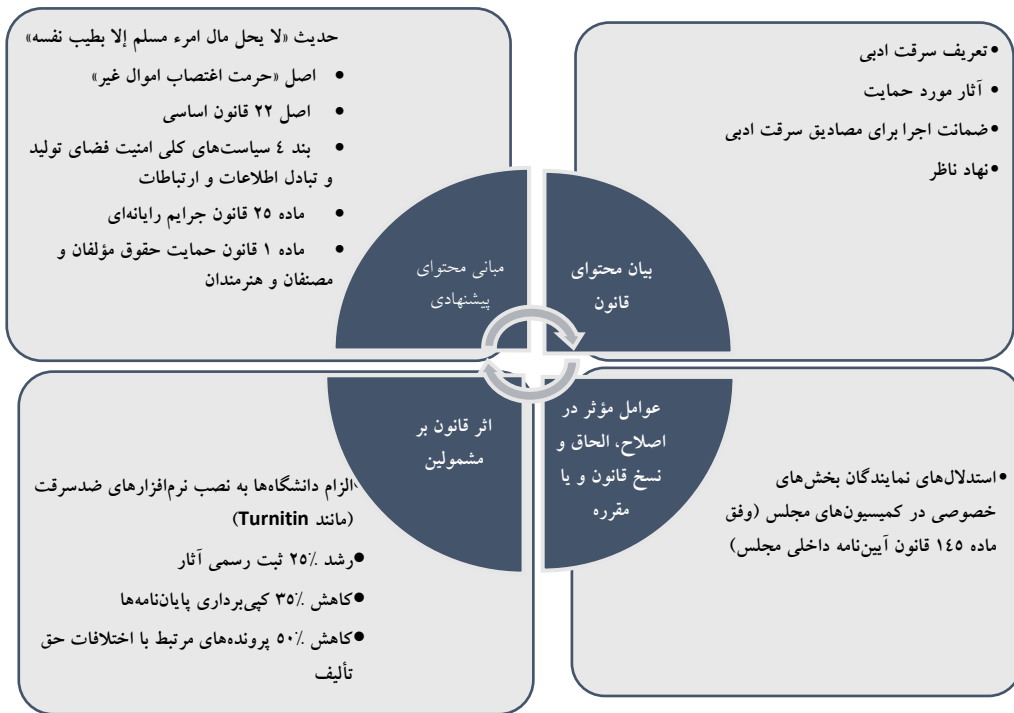 •تعریف سرقت ادبی
• آثار مورد حمایت
•ضمانت اجرا برای مصادیق سرقت ادبی
•نهاد ناظر
بیان محتوای
قانون
حدیث «لا یحل مال امرء مسلم إلا بطیب نفسه»
• اصل «حرمت اغتصاب اموال غیر»
• اصل ۲۲ قانون اساسی
• بند ٤ سیاست‌های کلی امنیت فضای تولید
و تبادل اطلاعات و ارتباطات
• ماده ۲٥ قانون جرایم رایانه‌ای
• ماده ۱ قانون حمایت حقوق مؤلفان و
مصنفان و هنرمندان
مبانی محتوای
پیشنهادی
عوامل مؤثر در
اصلاح، الحاق و
نسخ قانون و یا
مقرره
•استدلال‌های نمایندگان بخش‌های
خصوصی در کمیسیون‌های مجلس (وفق
ماده ۱٤٥ قانون آیین‌نامه داخلی مجلس)
اثر قانون بر
مشمولین
•الزام دانشگاه‌ها به نصب نرم‌افزارهای ضدسرقت
(مانند Turnitin)
•رشد ۲٥٪ ثبت رسمی آثار
•کاهش ۳٥٪ کپی‌برداری پایان‌نامه‌ها
•کاهش ٥۰٪ پرونده‌های مرتبط با اختلافات حق
تألیف